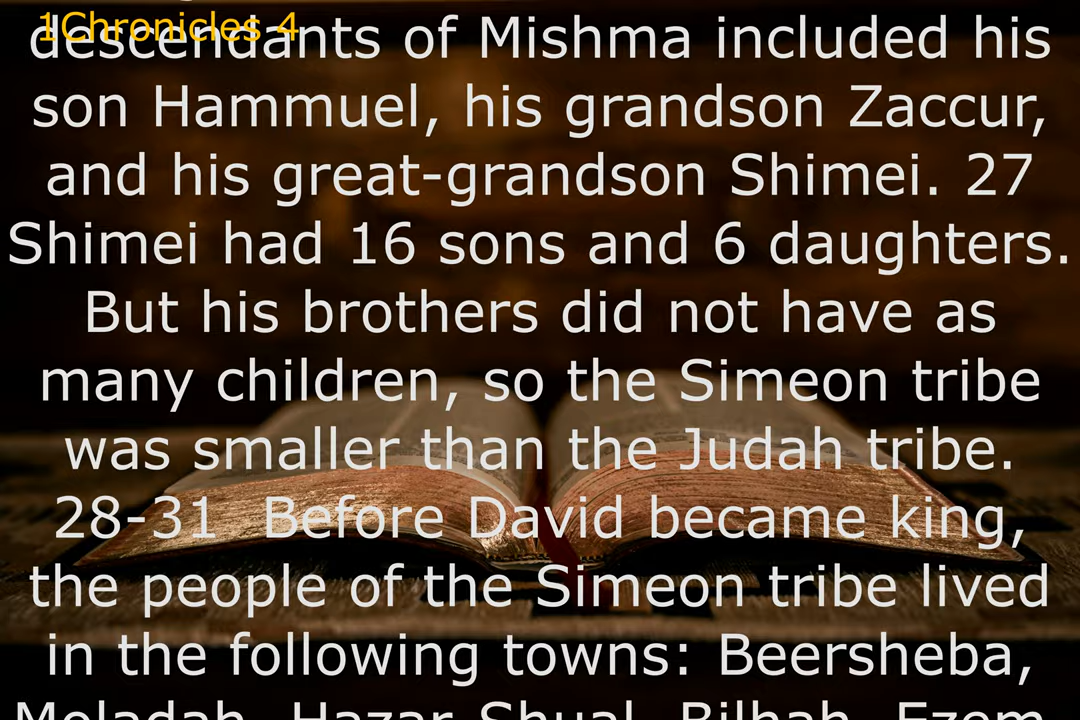 1Chronicles 4
descendants of Mishma included his
son Hammuel, his grandson Zaccur,
and his great-grandson Shimei. 27
Shimei had 16 sons and 6 daughters.
But his brothers did not have as
many children, so the Simeon tribe
was smaller than the Judah tribe.
28-31 Before David became king,
the people of the Simeon tribe lived
in the following towns: Beersheba,
Moladah, Hazar-Shual, Bilhah, Ezem,